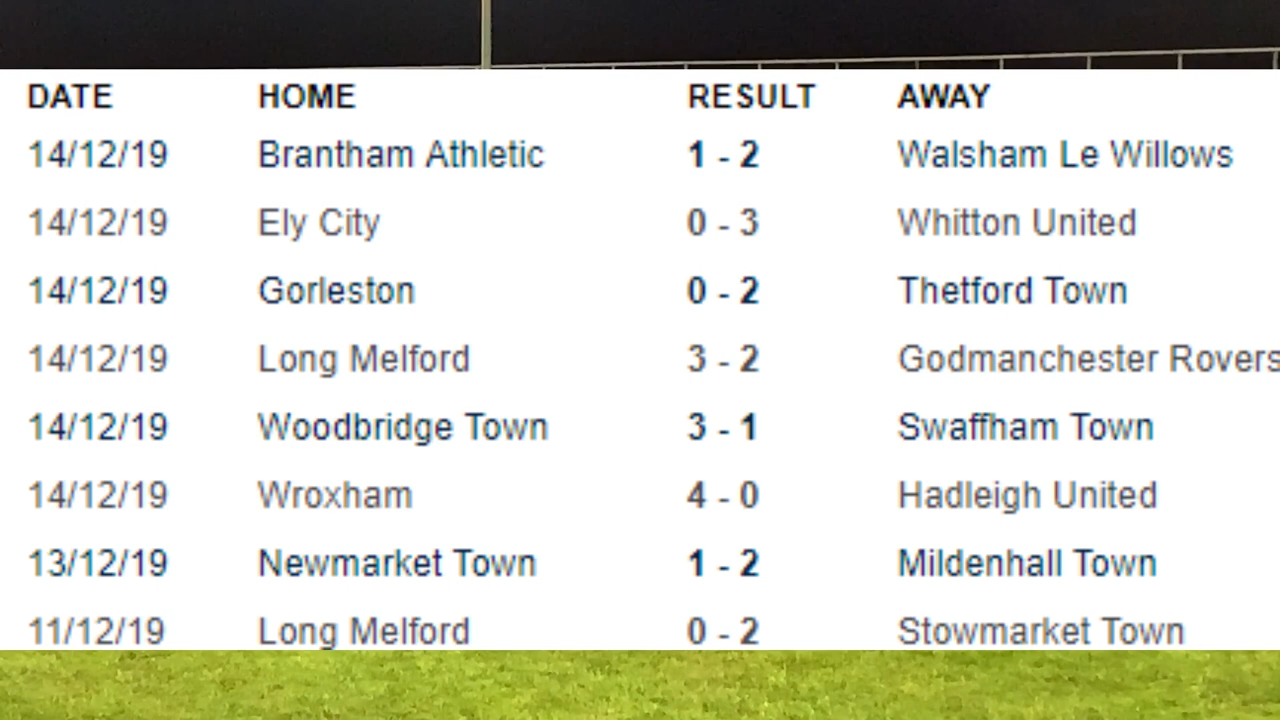 DATE HOME RESULT AWAY
14/12/19 Brantham Athletic 1 - 2 Walsham Le Willows
14/12/19 Ely City 0 - 3 Whitton United
14/12/19 Gorleston 0 - 2 Thetford Town
14/12/19 Long Melford 3 - 2 Godmanchester Rovers
14/12/19 Woodbridge Town 3 - 1 Swaffham Town
14/12/19 Wroxham 4 - 0 Hadleigh United
13/12/19 Newmarket Town 1 - 2 Mildenhall Town
11/12/19 Long Melford 0 - 2 Stowmarket Town